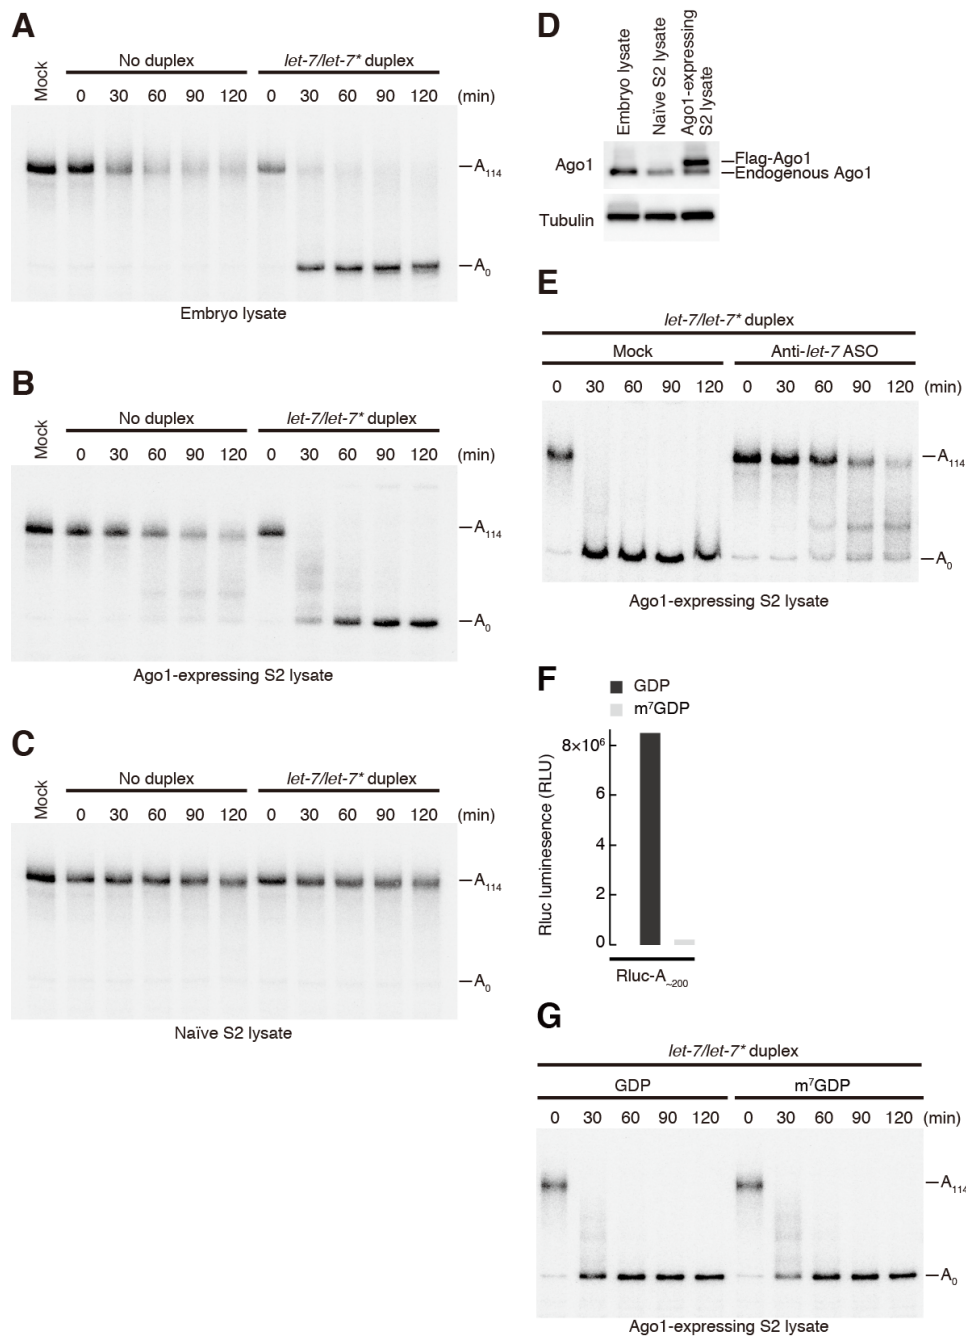 A
No duplex
let-7/let-7* duplex
Mock
0 30 60 90 120 0 30 60 90 120 (min)
A114
A0
Embryo lysate
B
No duplex
let-7/let-7* duplex
Mock
0 30 60 90 120 0 30 60 90 120 (min)
A114
A0
Ago1-expressing S2 lysate
C
No duplex
let-7/let-7* duplex
Mock
0 30 60 90 120 0 30 60 90 120 (min)
A114
A0
Naïve S2 lysate
D
Embryo lysate
Naïve S2 lysate
Ago1-expressing
S2 lysate
Ago1
Flag-Ago1
Endogenous Ago1
Tubulin
E
let-7/let-7* duplex
Mock
Anti-let-7 ASO
0 30 60 90 120 0 30 60 90 120 (min)
A114
A0
Ago1-expressing S2 lysate
F
GDP
m⁷GDP
Rluc luminesence (RLU)
8×10⁶
6
4
2
0
Rluc-A~200
G
let-7/let-7* duplex
GDP
m⁷GDP
0 30 60 90 120 0 30 60 90 120 (min)
A114
A0
Ago1-expressing S2 lysate